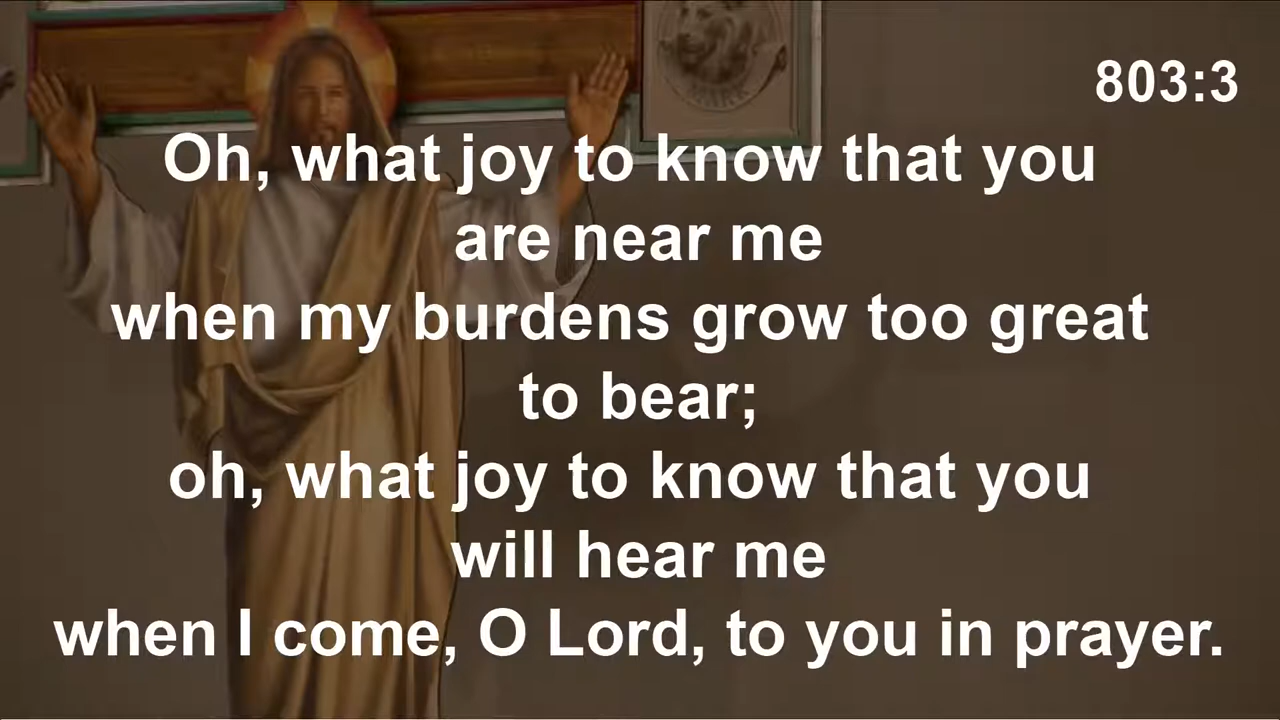 803:3
MARK
Oh, what joy to know that you
are near me
when my burdens grow too great
to bear;
oh, what joy to know that you
will hear me
when I come, O Lord, to you in prayer.